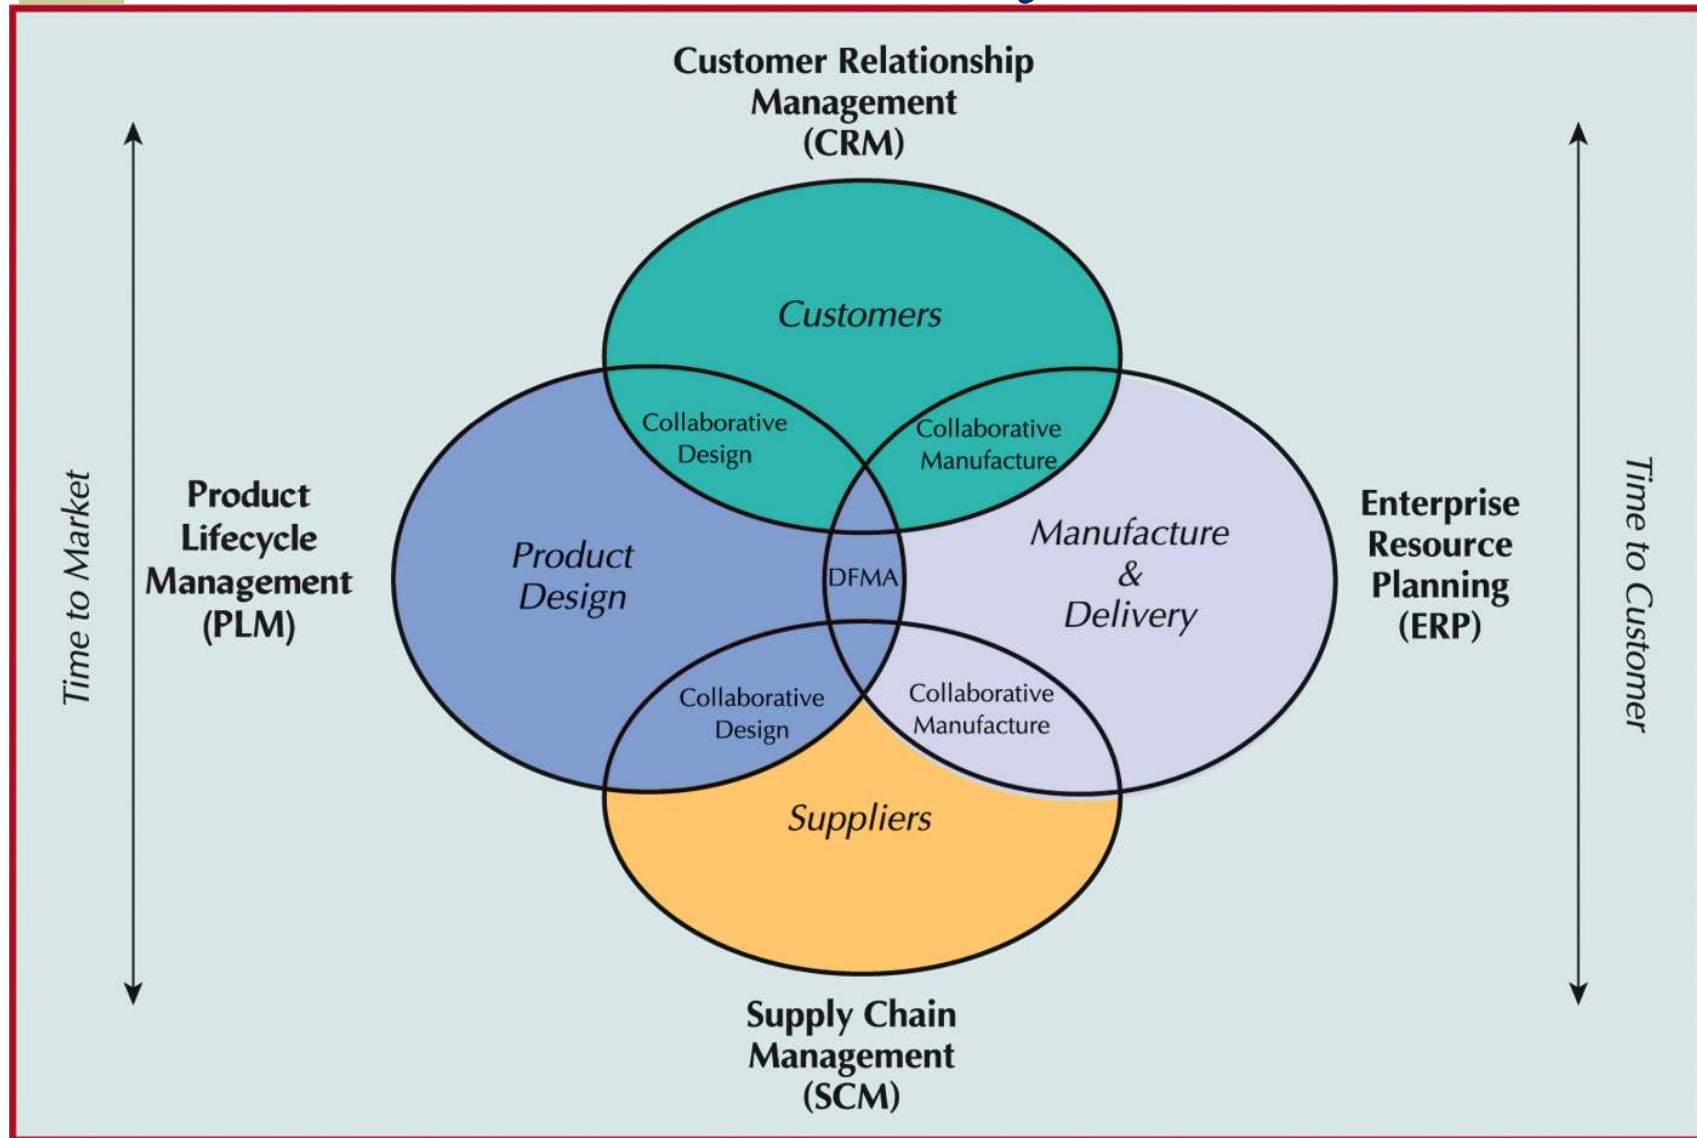 Customer Relationship
Management
(CRM)
Customers
Collaborative
Design
Collaborative
Manufacture
Time to Market
Product
Lifecycle
Management
(PLM)
Product
Design
DFMA
Manufacture
&
Delivery
Enterprise
Resource
Planning
(ERP)
Time to Customer
Collaborative
Design
Collaborative
Manufacture
Suppliers
Supply Chain
Management
(SCM)